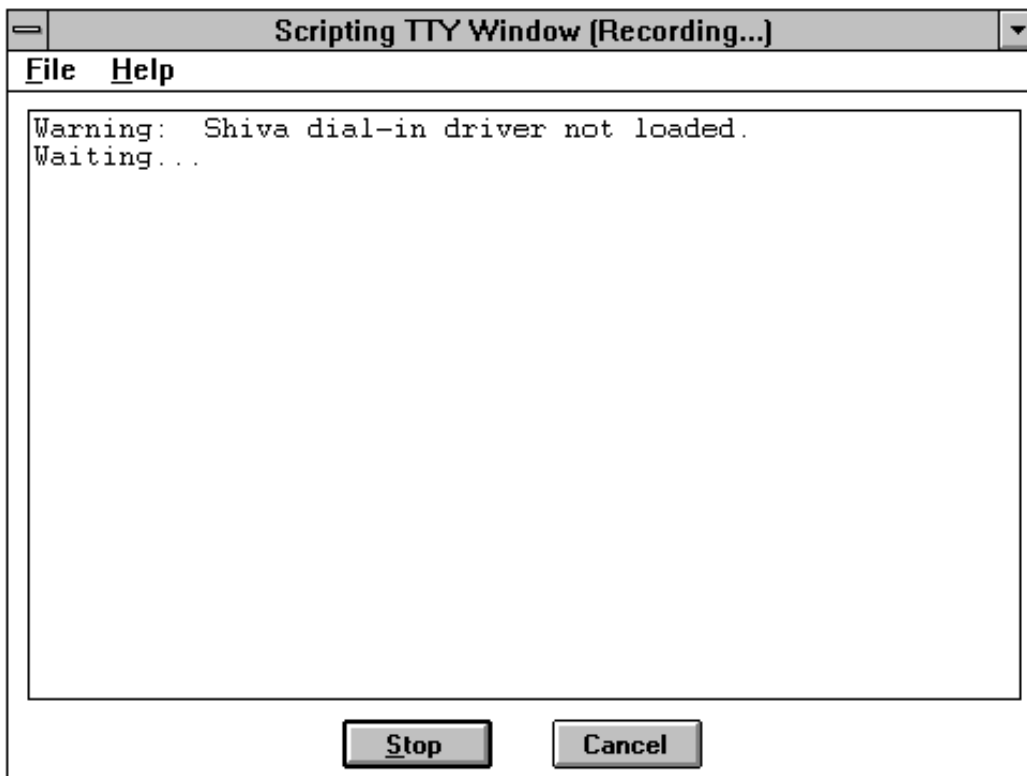 Scripting TTY Window (Recording...)
File Help
Warning:  Shiva dial-in driver not loaded.
Waiting...
Stop Cancel